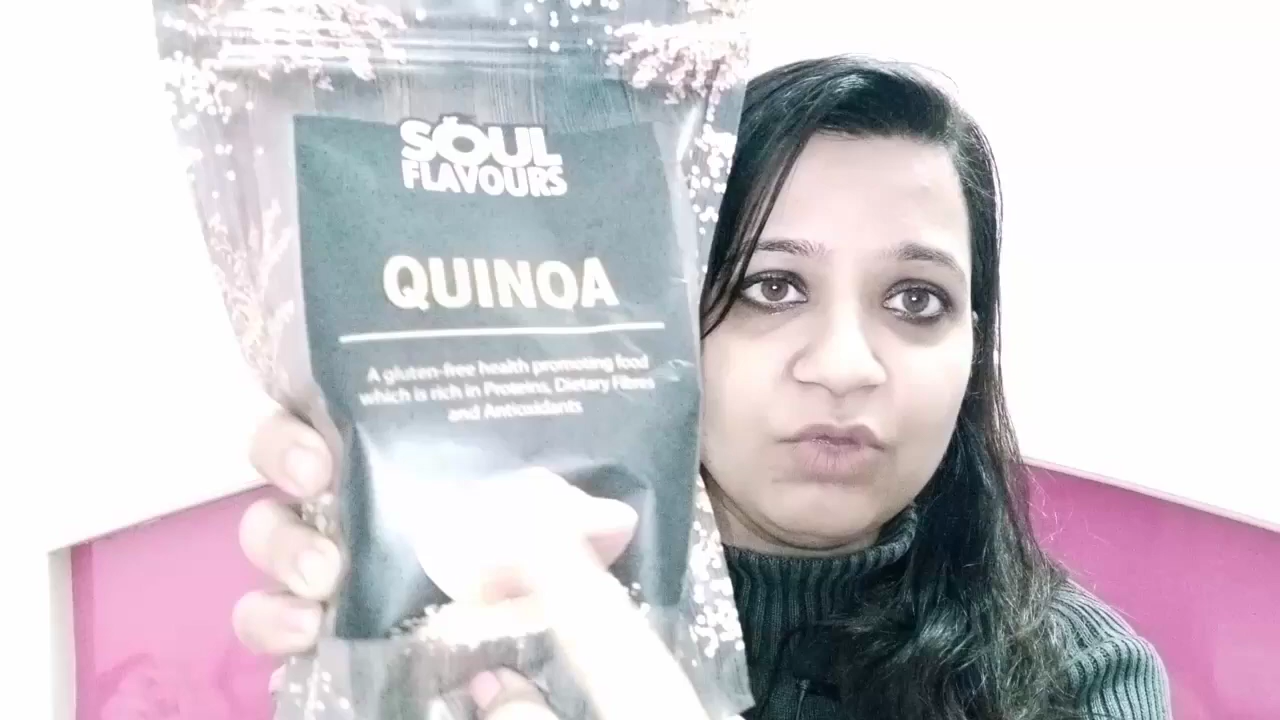 SOUL
FLAVOURS
QUINOA
A gluten-free health promoting food
which is rich in Proteins, Dietary Fibres
and Antioxidants